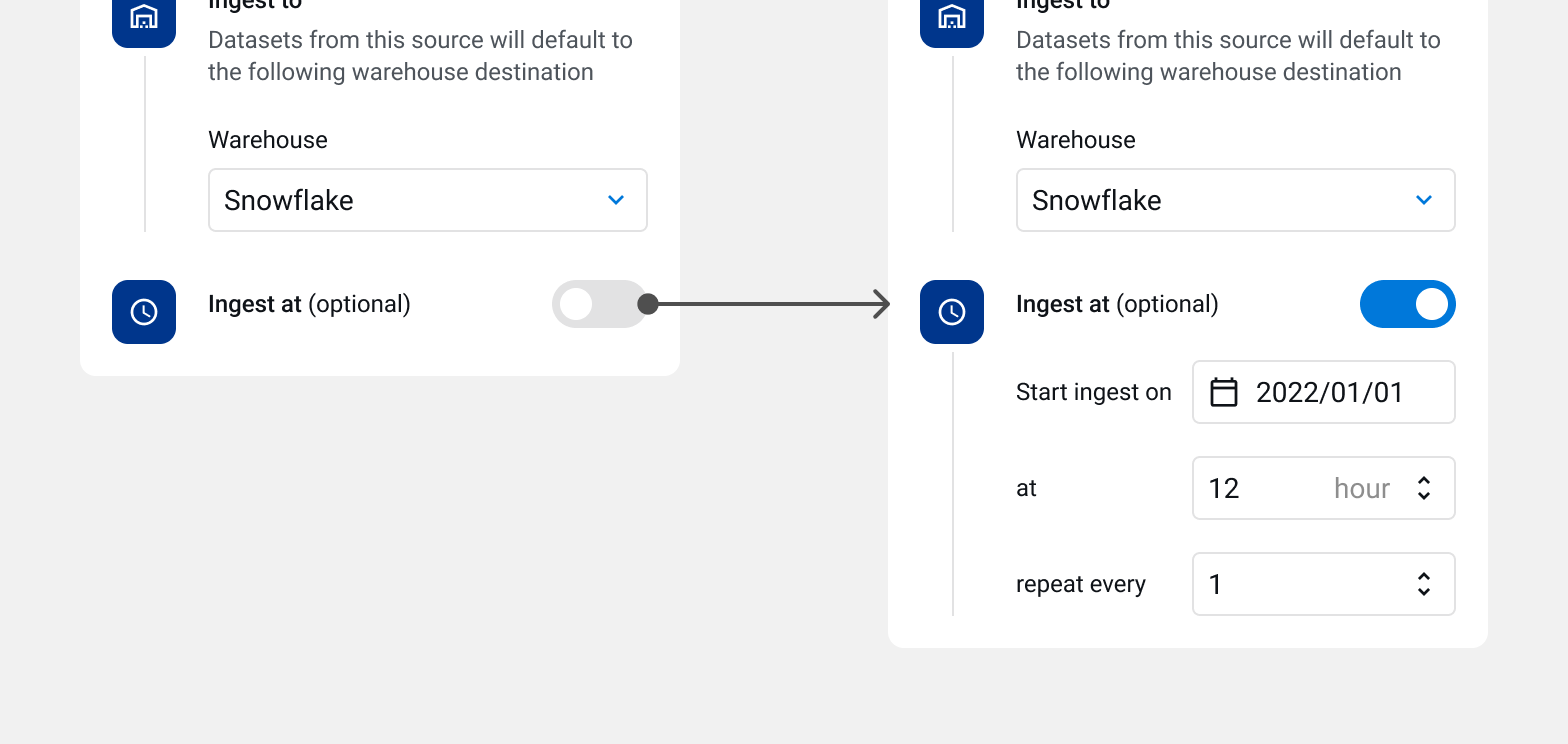 Ingest to
Datasets from this source will default to
the following warehouse destination
Warehouse
Snowflake
Ingest at (optional)
Ingest to
Datasets from this source will default to
the following warehouse destination
Warehouse
Snowflake
Ingest at (optional)
Start ingest on 2022/01/01
at 12 hour
repeat every 1